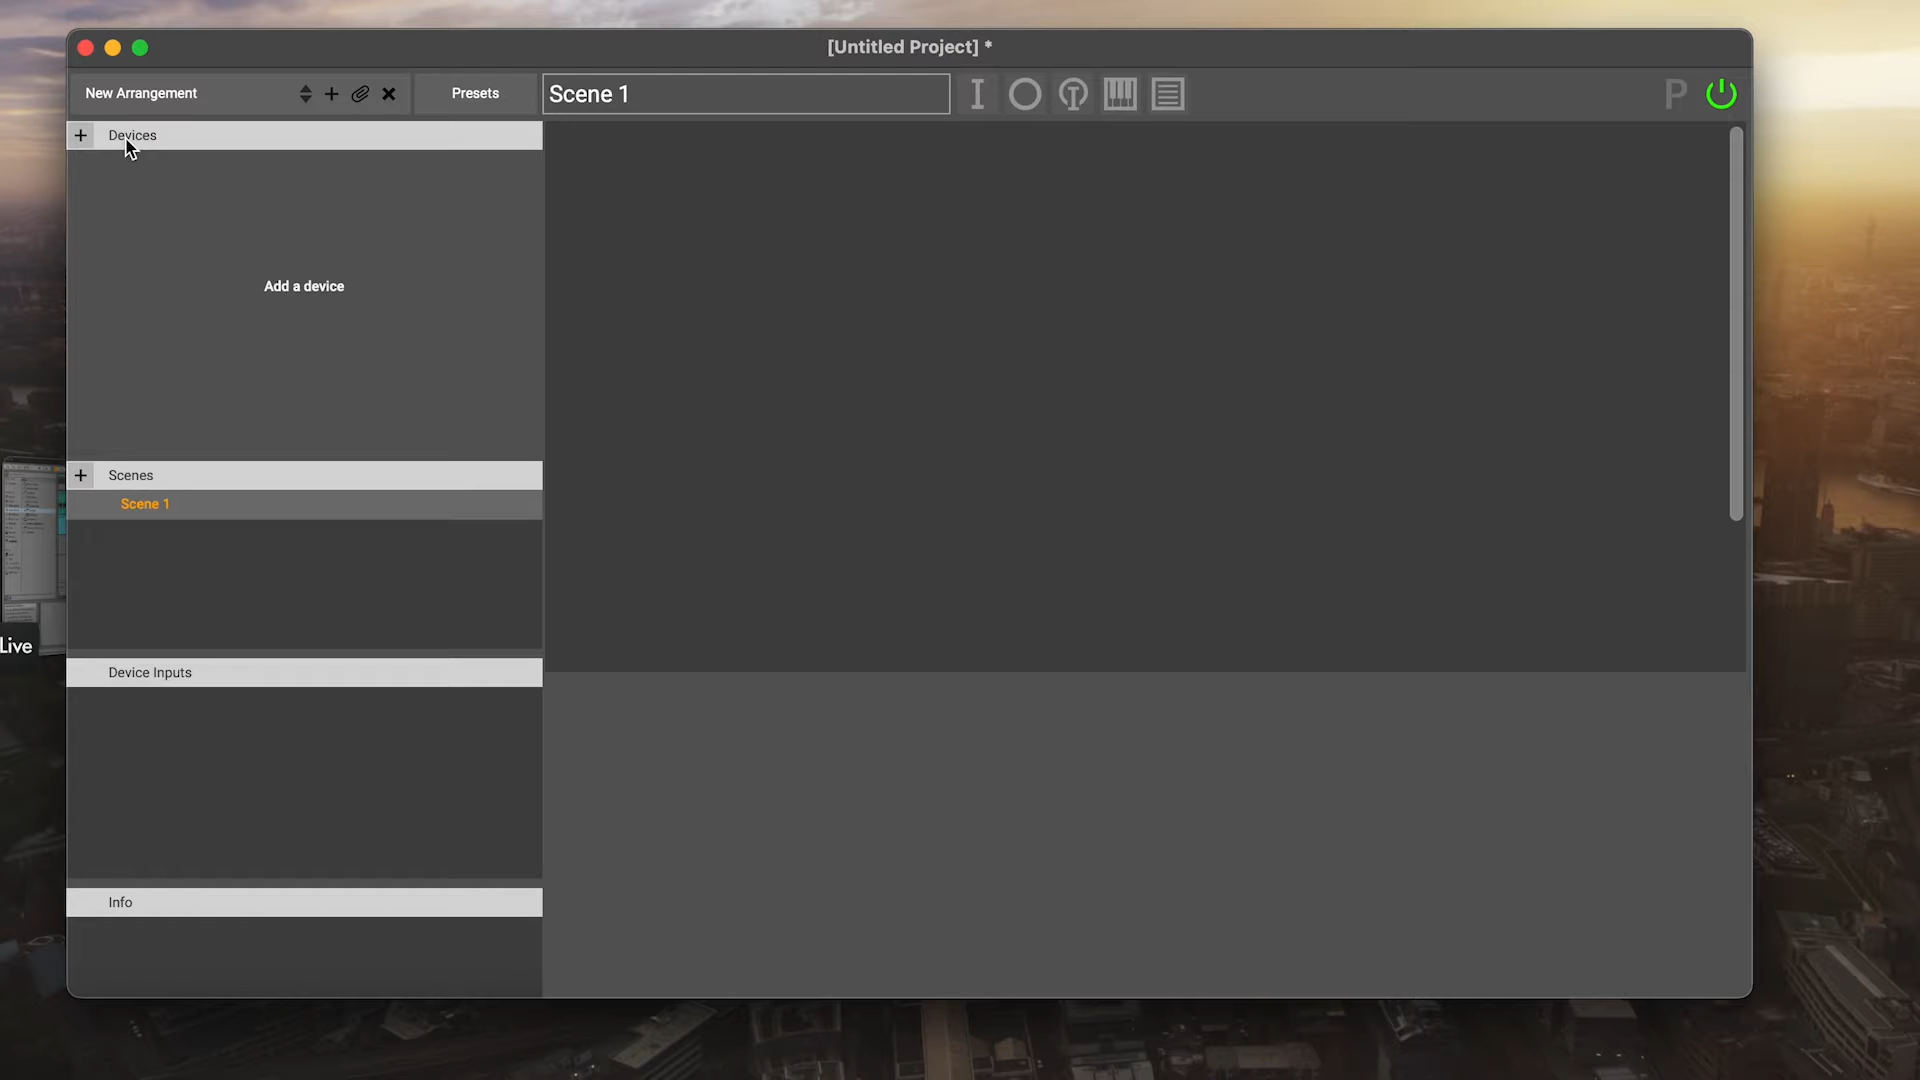 [Untitled Project] *
New Arrangement
Presets
Scene 1
P
Devices
Add a device
Scenes
Scene 1
Live
Device Inputs
Info